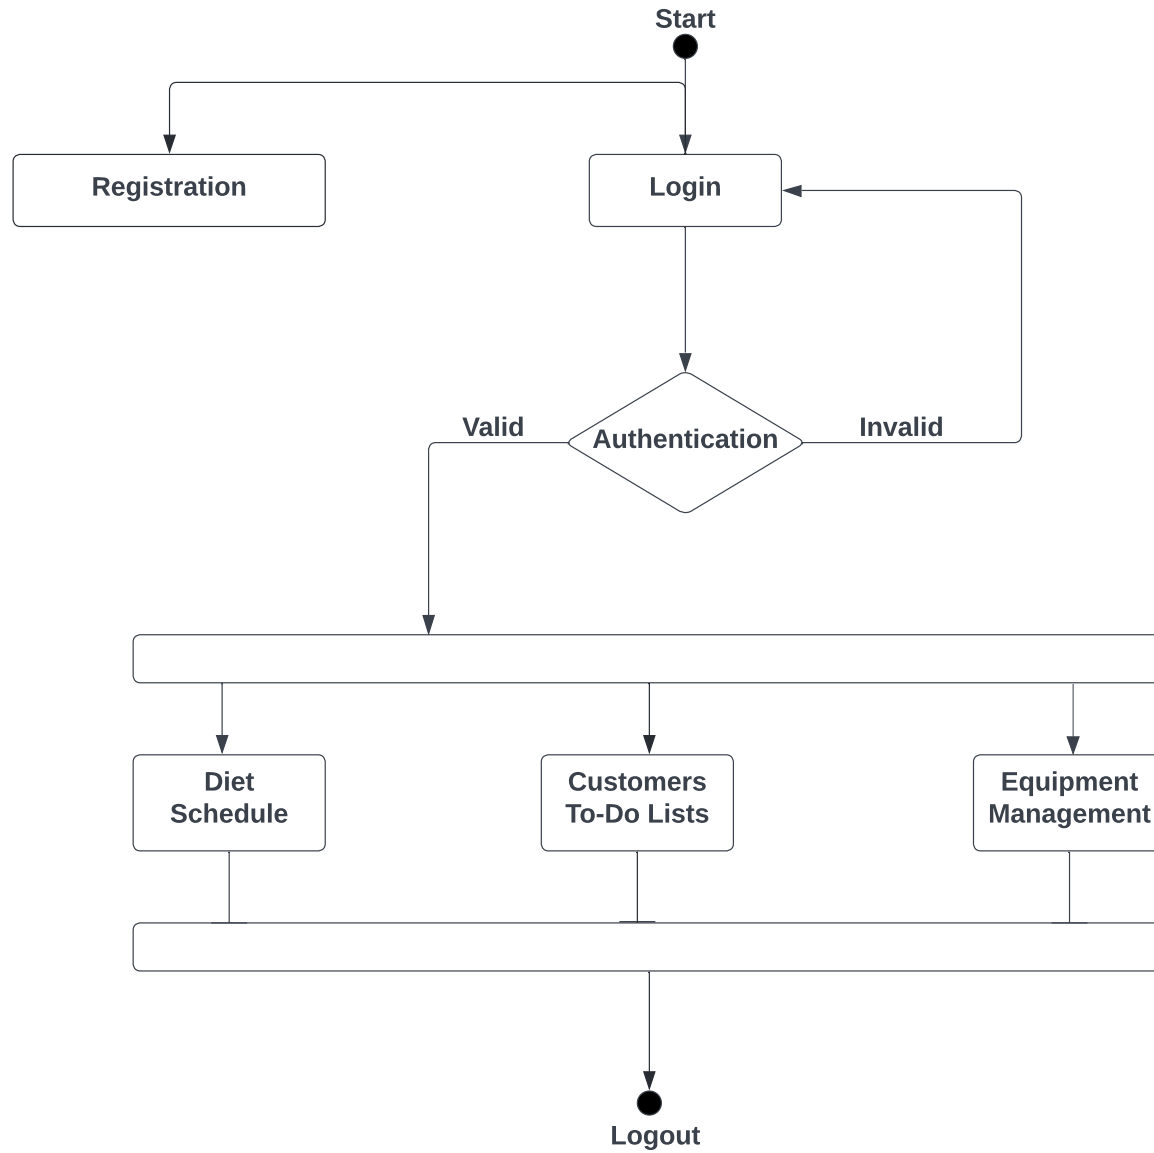 Start
Registration
Login
Valid
Authentication
Invalid
Diet
Schedule
Customers
To-Do Lists
Equipment
Management
Logout